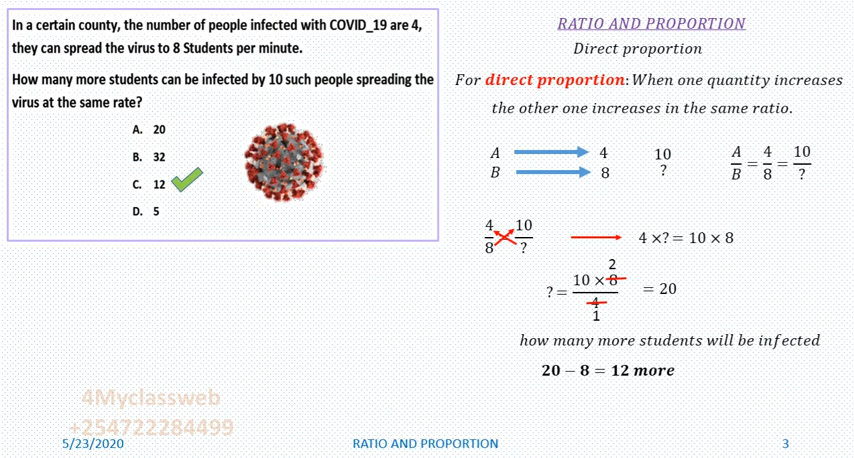 In a certain county, the number of people infected with COVID_19 are 4,
they can spread the virus to 8 Students per minute.
How many more students can be infected by 10 such people spreading the
virus at the same rate?
A. 20
B. 32
C. 12
D. 5
RATIO AND PROPORTION
Direct proportion
For direct proportion: When one quantity increases
the other one increases in the same ratio.
A 4 10
B 8 ?
A/B = 4/8 = 10/?
4/8 10/?
4 ×? = 10 × 8
2
? = 10 × 8 / 4 = 20
1
how many more students will be infected
20 − 8 = 12 more
4Myclassweb
+254722284499
5/23/2020 RATIO AND PROPORTION 3